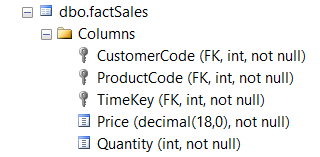 dbo.factSales
Columns
CustomerCode (FK, int, not null)
ProductCode (FK, int, not null)
TimeKey (FK, int, not null)
Price (decimal(18,0), not null)
Quantity (int, not null)